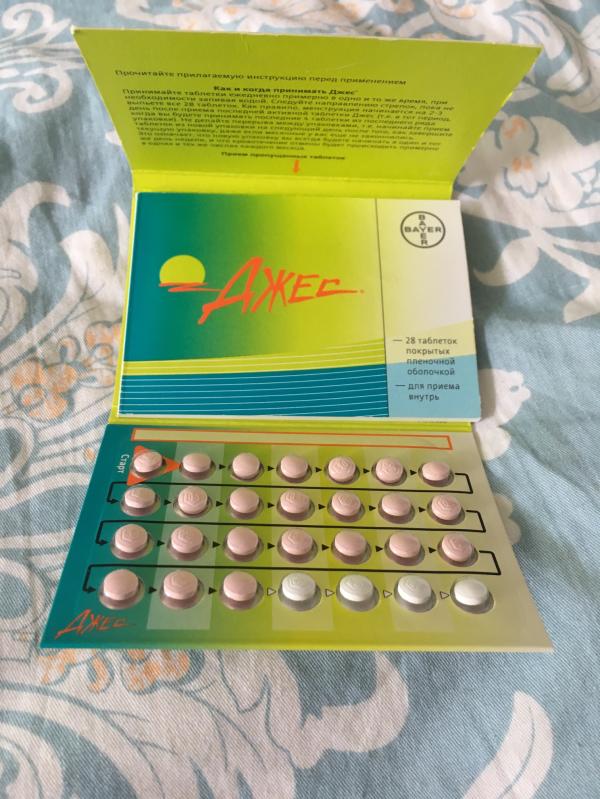 Прочитайте прилагаемую инструкцию перед применением
Как и когда принимать Джес®
Принимайте таблетки ежедневно примерно в одно и то же время, при
необходимости запивая водой. Следуйте направлению стрелок, пока не
выпьете все 28 таблеток. Как правило, менструация начинается на 2-3
день после приема последней активной таблетки Джес (т.е. в тот период,
когда вы будете принимать последние 4 таблетки из последнего ряда
упаковки). Не делайте перерыва между упаковками, т.е. начинайте прием
таблеток из новой упаковки на следующий день после того, как завершите
текущую упаковку, даже если месячные у вас еще не
Это означает, что новую упаковку вы всегда будете начинать в один и тот
же день недели, и что кровотечение отмены будет происходить примерно
в одних и тех же числах каждого месяца.
Прием пропущенных таблеток
BAYER
BAYER
Джес®
— 28 таблеток
покрытых
пленочной
оболочкой
— для приема
внутрь
Старт
Джес